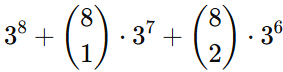 $3^8 + \binom{8}{1} \cdot 3^7 + \binom{8}{2} \cdot 3^6$